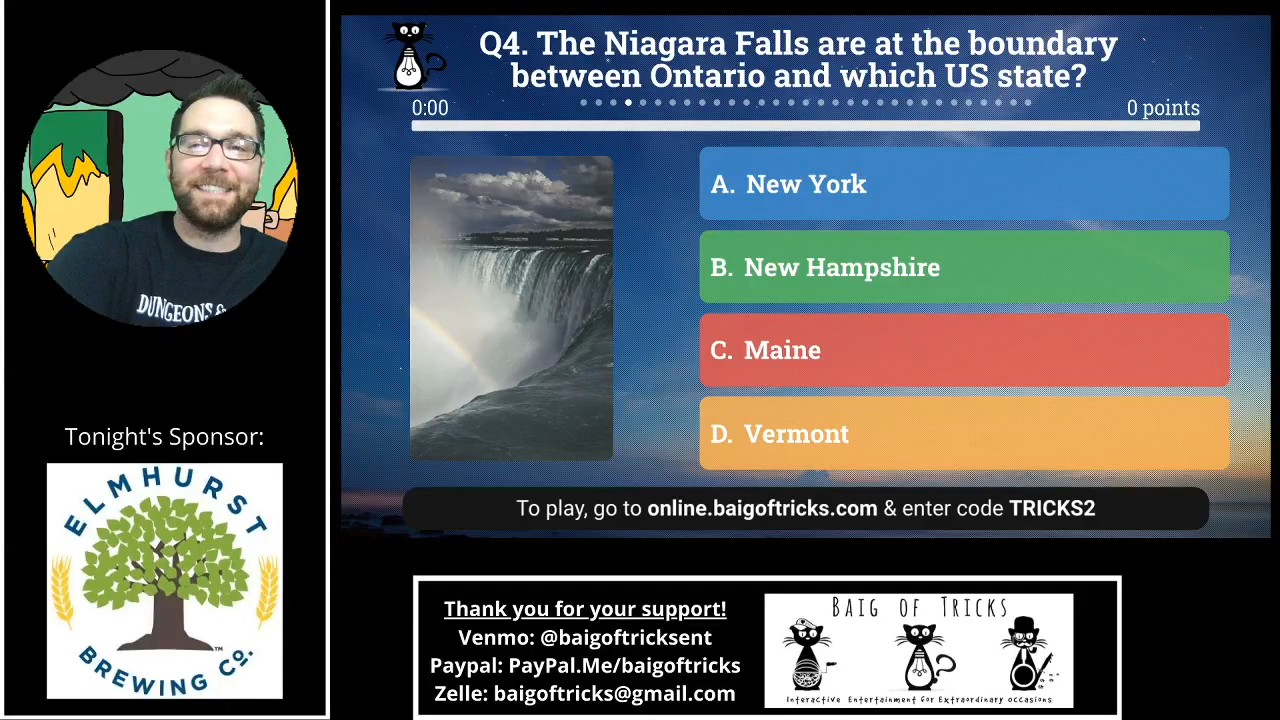 Q4. The Niagara Falls are at the boundary
between Ontario and which US state?
0:00
0 points
A. New York
B. New Hampshire
C. Maine
D. Vermont
To play, go to online.baigoftricks.com & enter code TRICKS2
DUNGEONS &
Tonight's Sponsor:
ELMHURST
BREWING CO.
TM
Thank you for your support!
Venmo: @baigoftricksent
Paypal: PayPal.Me/baigoftricks
Zelle: baigoftricks@gmail.com
BAIG OF TRICKS
Interactive Entertainment for Extraordinary occasions